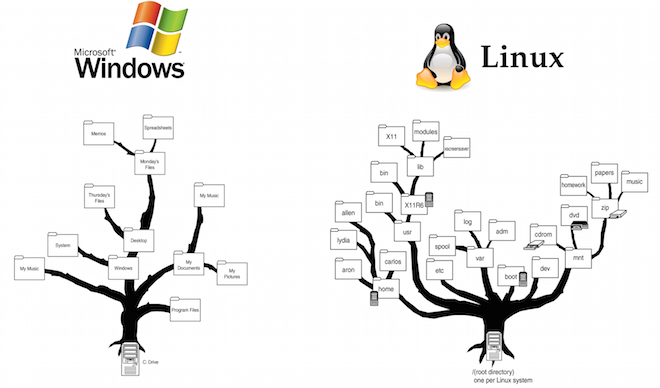 Microsoft®
Windows
Linux
Memos
Spreadsheets
Monday's
Files
Thursday's
Files
My Music
System
Desktop
My Music
Windows
My
Documents
My
Pictures
Program Files
C: Drive
X11
modules
screensaver
lib
bin
bin
X11R6
allen
usr
lydia
aron
carlos
home
log
adm
spool
etc
var
boot
dev
cdrom
dvd
mnt
homework
papers
music
zip
/(root directory)
one per Linux system